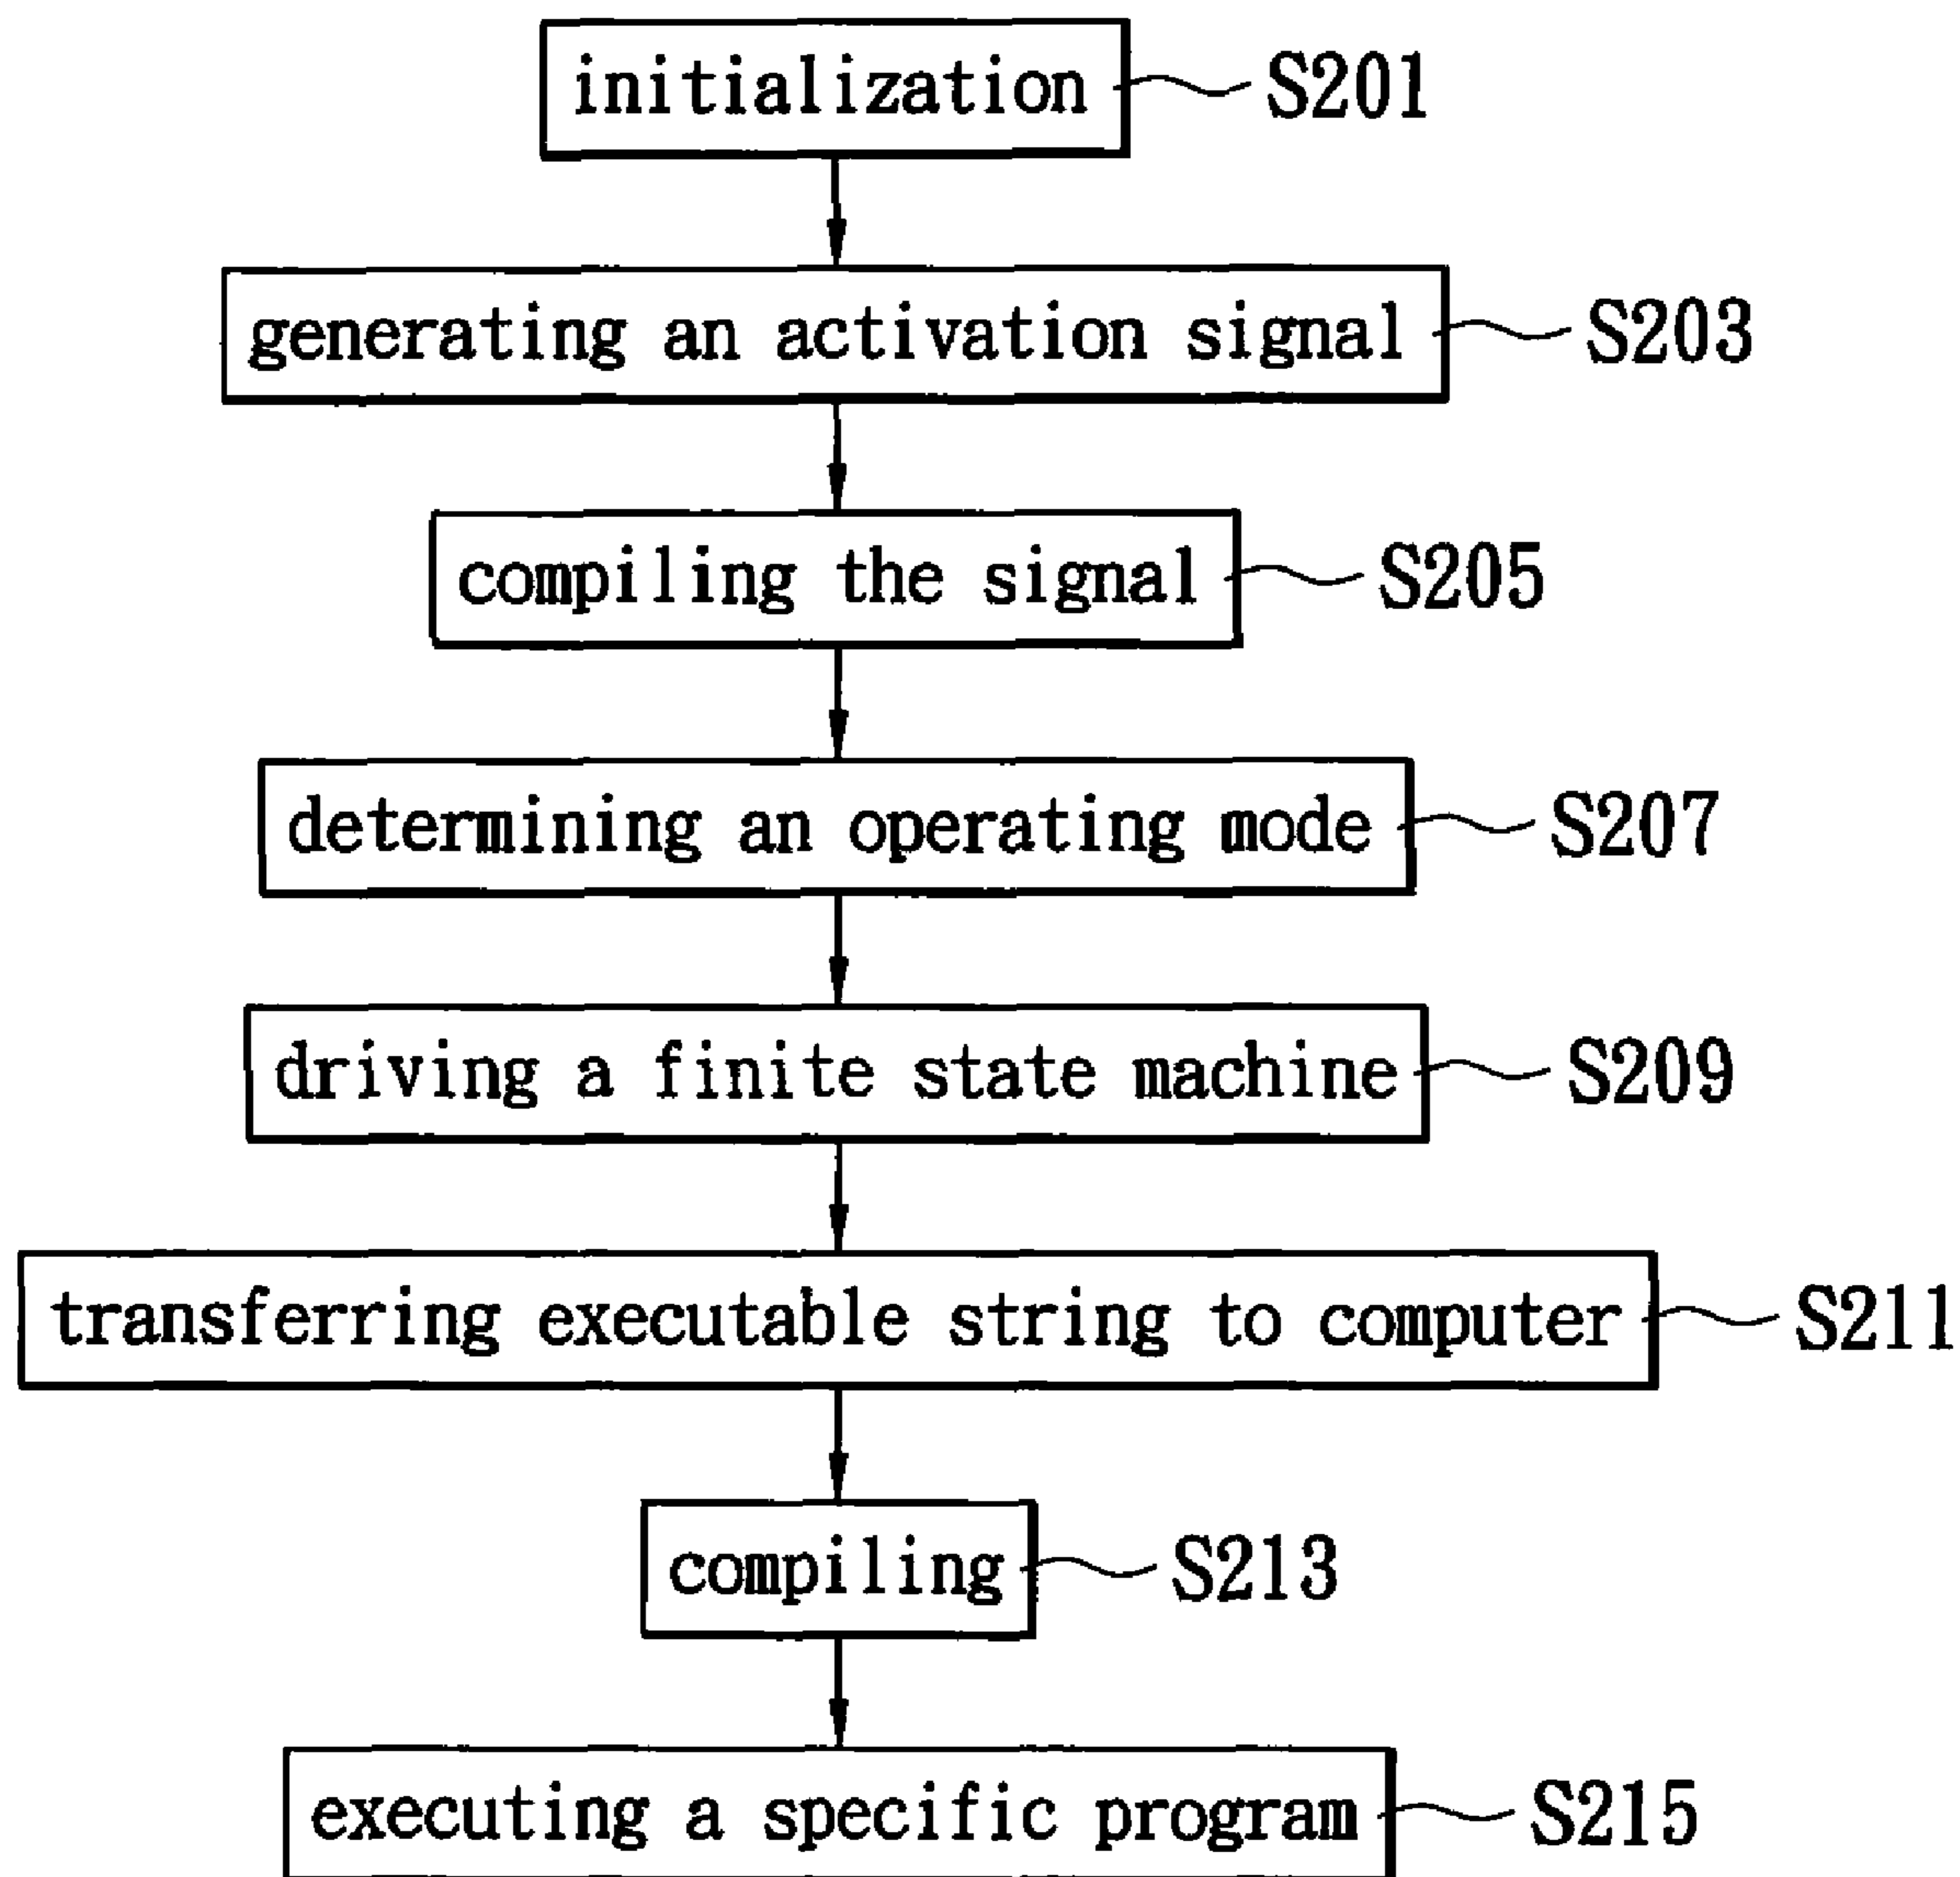 initialization S201
generating an activation signal S203
compiling the signal S205
determining an operating mode S207
driving a finite state machine S209
transferring executable string to computer S211
compiling S213
executing a specific program S215